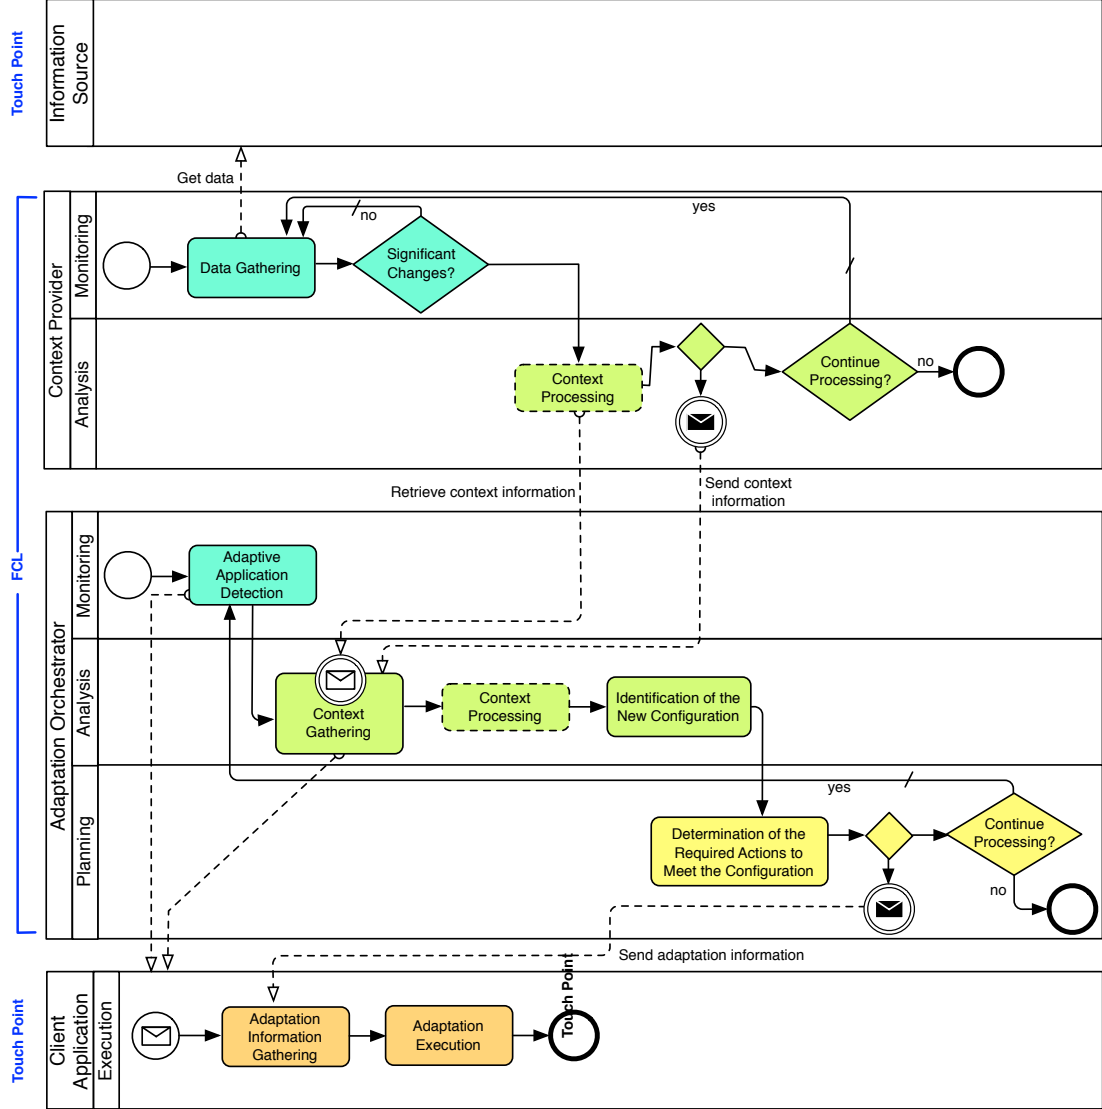 Touch Point
Information
Source
Get data
FCL
Context Provider
Monitoring
Data Gathering
Significant
Changes?
no
yes
Analysis
Context
Processing
Continue
Processing?
no
Retrieve context information
Send context
information
Adaptation Orchestrator
Monitoring
Adaptive
Application
Detection
Analysis
Context
Gathering
Context
Processing
Identification of the
New Configuration
Planning
yes
Determination of the
Required Actions to
Meet the Configuration
Continue
Processing?
no
Send adaptation information
Touch Point
Client
Application
Execution
Adaptation
Information
Gathering
Adaptation
Execution
Touch Point